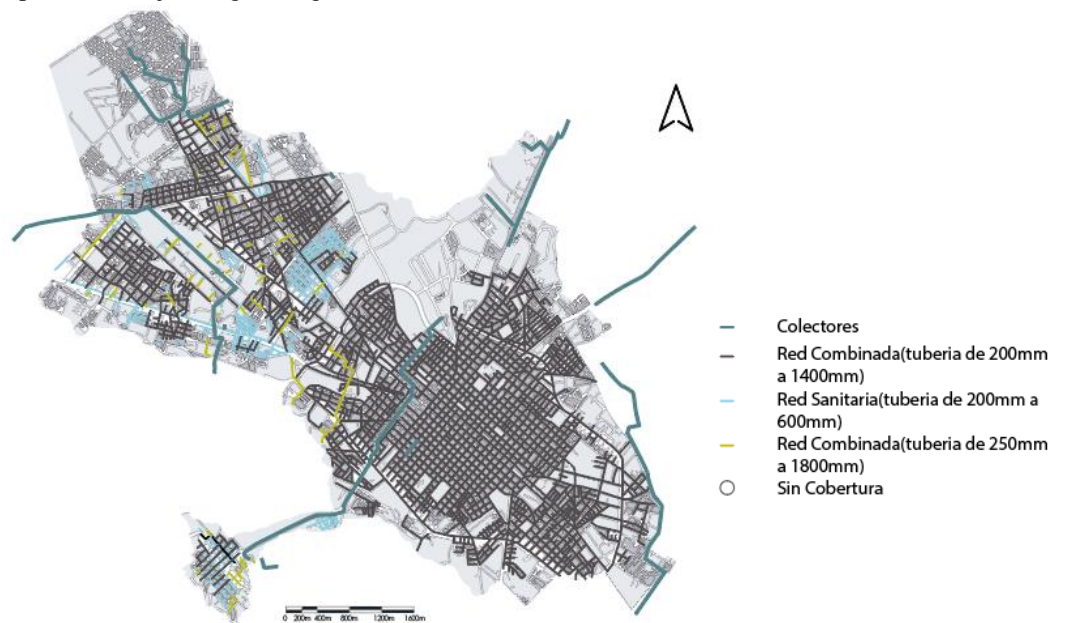 Colectores
Red Combinada(tuberia de 200mm
a 1400mm)
Red Sanitaria(tuberia de 200mm a
600mm)
Red Combinada(tuberia de 250mm
a 1800mm)
Sin Cobertura
0 200m 400m 800m 1200m 1600m